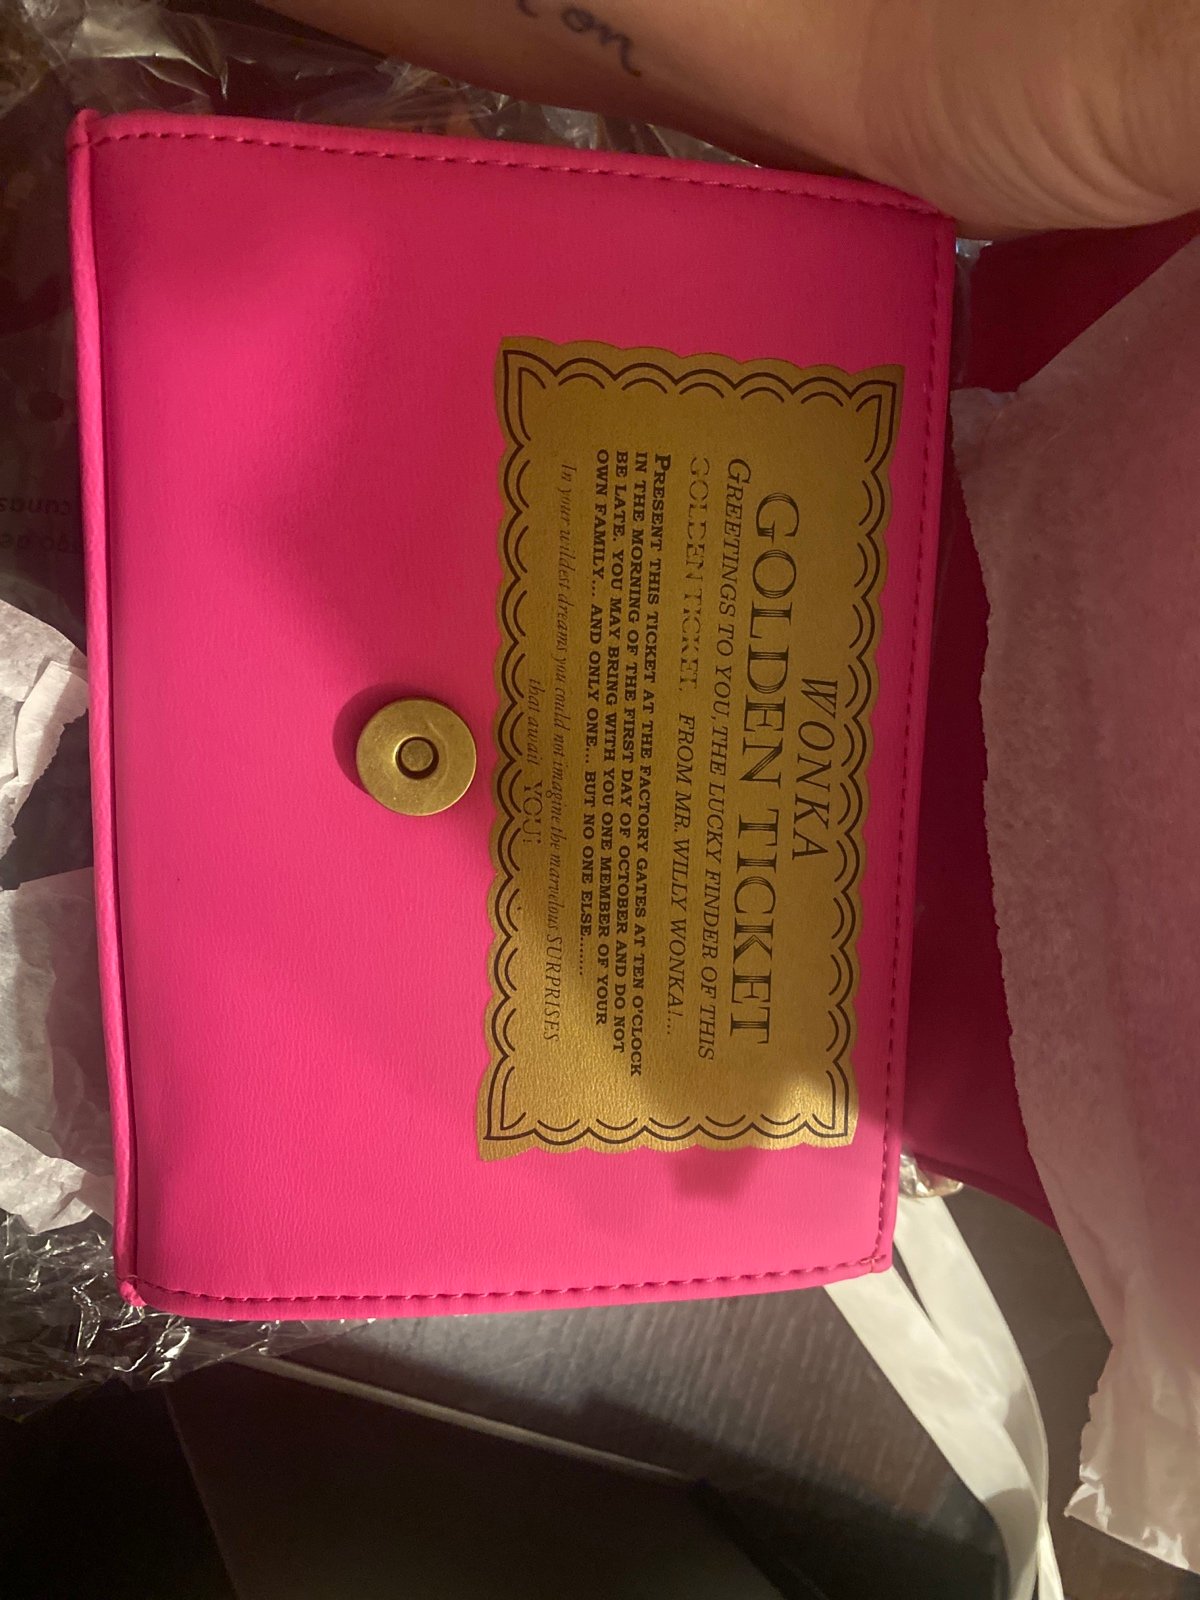 WONKA
GOLDEN TICKET
GREETINGS TO YOU, THE LUCKY FINDER OF THIS
GOLDEN TICKET, FROM MR. WILLY WONKA!...
PRESENT THIS TICKET AT THE FACTORY GATES AT TEN O'CLOCK
IN THE MORNING OF THE FIRST DAY OF OCTOBER AND DO NOT
BE LATE. YOU MAY BRING WITH YOU ONE MEMBER OF YOUR
OWN FAMILY... AND ONLY ONE... BUT NO ONE ELSE.......
In your wildest dreams you could not imagine the marvelous SURPRISES
that await YOU!
on